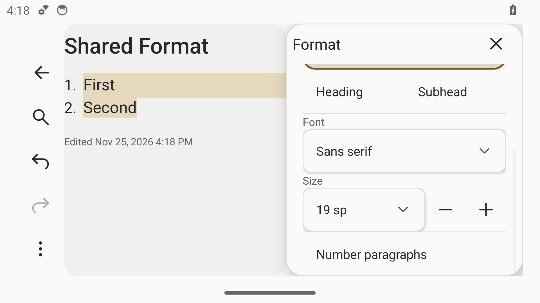 4:18
Shared Format
1. First
2. Second
Edited Nov 25, 2026 4:18 PM
Format
Heading Subhead
Font
Sans serif
Size
19 sp
Number paragraphs